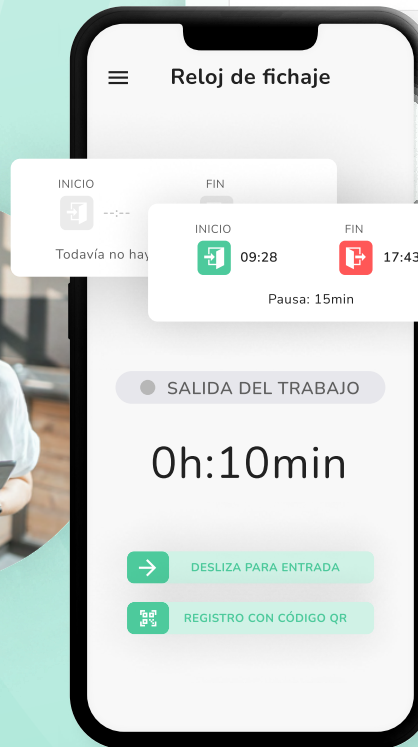 Reloj de fichaje
INICIO
FIN
--:--
Todavía no hay
INICIO
FIN
09:28
17:43
Pausa: 15min
SALIDA DEL TRABAJO
0h:10min
DESLIZA PARA ENTRADA
REGISTRO CON CÓDIGO QR